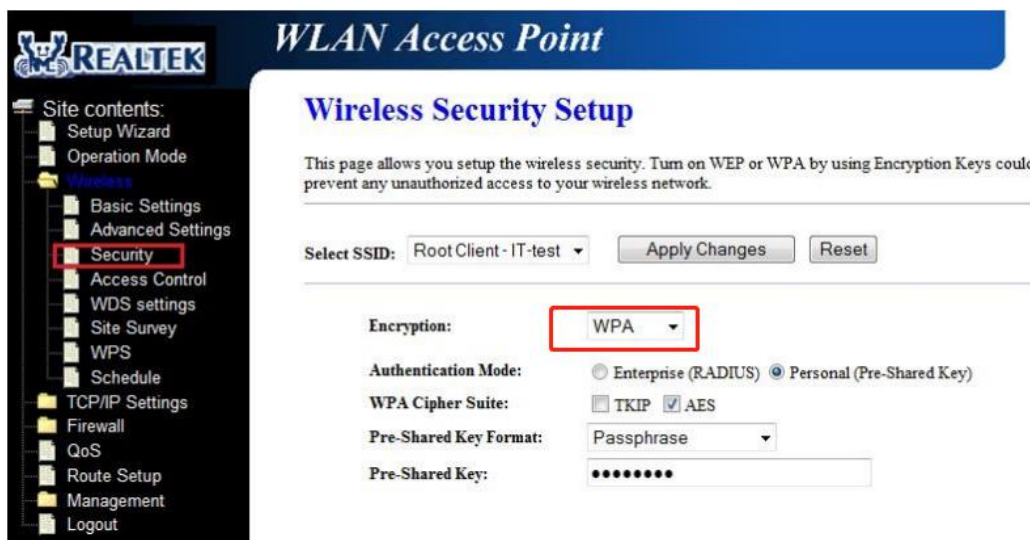 REALTEK
WLAN Access Point
Site contents:
Setup Wizard
Operation Mode
Wireless
Basic Settings
Advanced Settings
Security
Access Control
WDS settings
Site Survey
WPS
Schedule
TCP/IP Settings
Firewall
QoS
Route Setup
Management
Logout
Wireless Security Setup
This page allows you setup the wireless security. Turn on WEP or WPA by using Encryption Keys could
prevent any unauthorized access to your wireless network.
Select SSID: Root Client - IT-test Apply Changes Reset
Encryption: WPA
Authentication Mode: Enterprise (RADIUS) Personal (Pre-Shared Key)
WPA Cipher Suite: TKIP AES
Pre-Shared Key Format: Passphrase
Pre-Shared Key: ●●●●●●●●